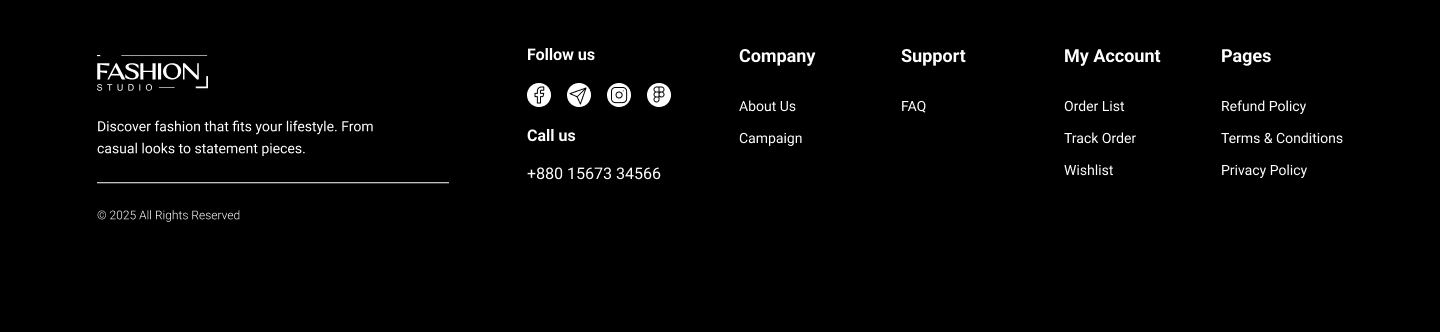 FASHION
STUDIO
Discover fashion that fits your lifestyle. From
casual looks to statement pieces.
© 2025 All Rights Reserved
Follow us
Call us
+880 15673 34566
Company
About Us
Campaign
Support
FAQ
My Account
Order List
Track Order
Wishlist
Pages
Refund Policy
Terms & Conditions
Privacy Policy